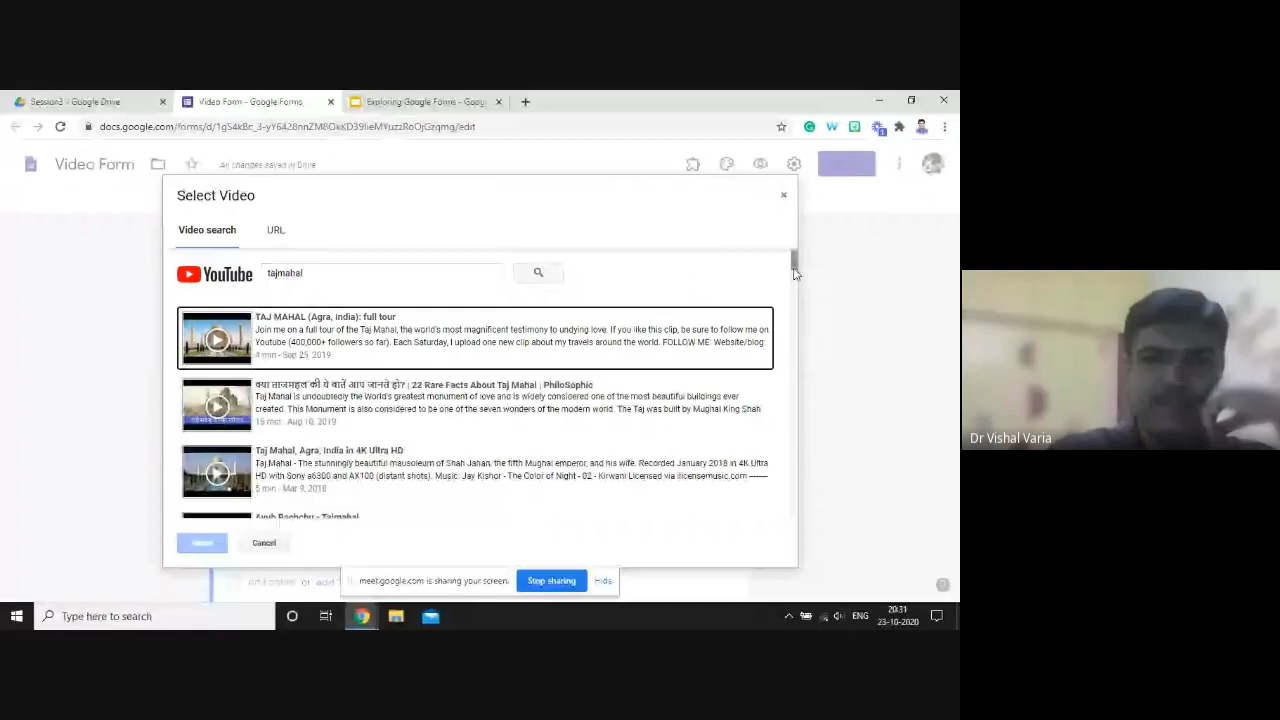 Session3 - Google Drive
Video Form - Google Forms
Exploring Google Forms - Goog
Video Form
All changes saved in Drive
Select Video
Video search
URL
YouTube
tajmahal
TAJ MAHAL (Agra, India): full tour
Join me on a full tour of the Taj Mahal, the world's most magnificent testimony to undying love. If you like this clip, be sure to follow me on
Youtube (400,000+ followers so far). Each Saturday, I upload one new clip about my travels around the world. FOLLOW ME: Website/blog:
4 min - Sep 25, 2019
क्या ताजमहल की ये बातें आप जानते हो? | 22 Rare Facts About Taj Mahal | PhiloSophic
Taj Mahal is undoubtedly the World's greatest monument of love and is widely considered one of the most beautiful buildings ever
created. This Monument is also considered to be one of the seven wonders of the modern world. The Taj was built by Mughal King Shah
16 min - Aug 10, 2019
Taj Mahal, Agra, India in 4K Ultra HD
Taj Mahal - The stunningly beautiful mausoleum of Shah Jahan, the fifth Mughal emperor, and his wife. Recorded January 2018 in 4K Ultra
HD with Sony a6300 and AX100 (distant shots). Music: Jay Kishor - The Color of Night - 02 - Kirwani Licensed via ilicensemusic.com
5 min - Mar 9, 2018
Ayub Bachchu - Tajmahal
Cancel
or add
meet.google.com is sharing your screen.
Stop sharing
Hide
Type here to search
ENG
20:31
23-10-2020
Dr Vishal Varia